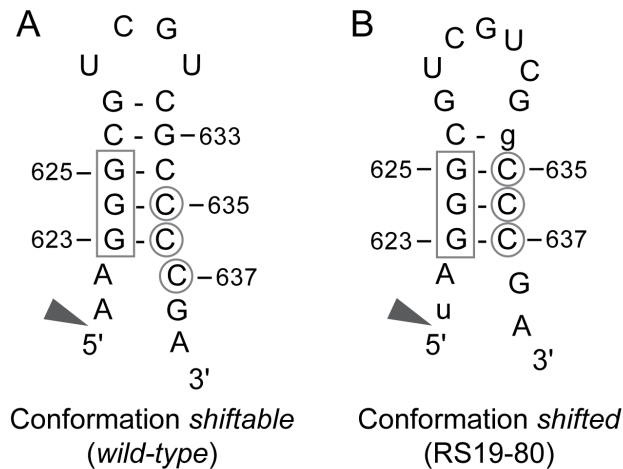 A
B
C G
U U
G - C
C - G – 633
625 – G - C
G C – 635
623 – G - C
A C – 637
A G
5' A
3'
C G U
U C
G G
C - g
625 – G - C – 635
G - C
623 – G - C – 637
A G
u A
5' 3'
Conformation shiftable
(wild-type)
Conformation shifted
(RS19-80)